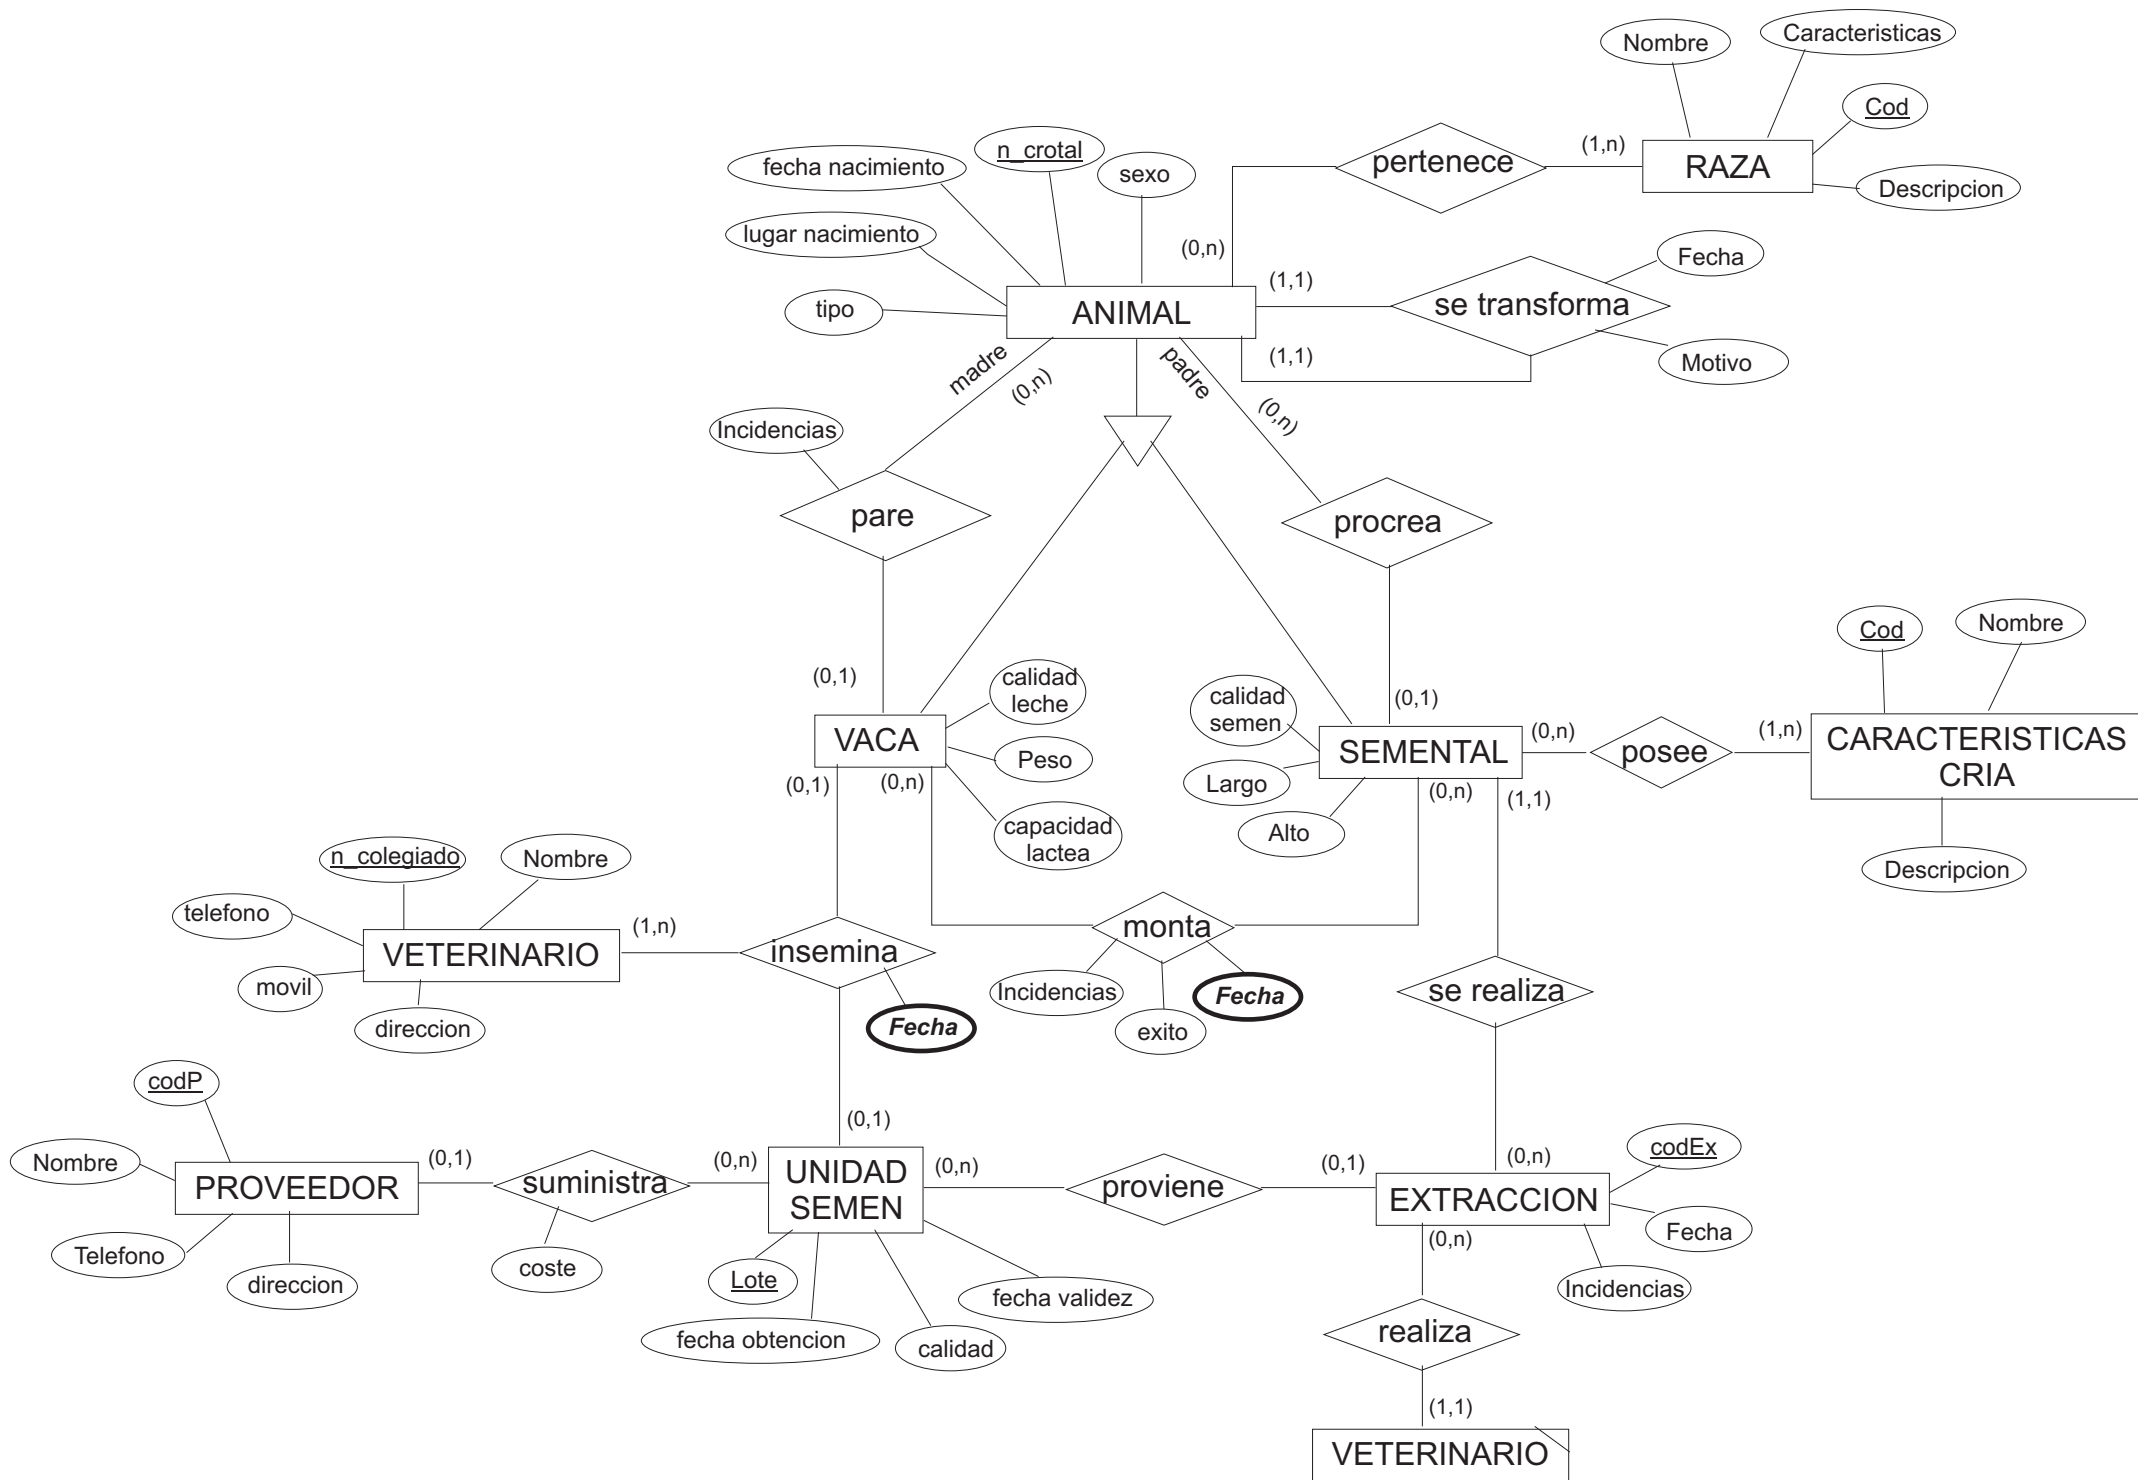 Nombre
Caracteristicas
Cod
n_crotal
fecha nacimiento
sexo
pertenece
(1,n)
RAZA
Descripcion
lugar nacimiento
(0,n)
Fecha
(1,1)
tipo
ANIMAL
se transforma
madre
(0,n)
padre
(1,1)
Motivo
(0,n)
Incidencias
pare
procrea
Cod
Nombre
(0,1)
calidad
leche
calidad
semen
(0,1)
VACA
Peso
SEMENTAL
(0,n)
posee
(1,n)
CARACTERISTICAS
CRIA
(0,1)
(0,n)
Largo
(0,n)
(1,1)
capacidad
lactea
Alto
n_colegiado
Nombre
Descripcion
telefono
(1,n)
monta
VETERINARIO
insemina
movil
Incidencias
Fecha
se realiza
direccion
Fecha
exito
codP
(0,1)
codEx
Nombre
(0,1)
(0,n)
UNIDAD
SEMEN
(0,n)
(0,1)
(0,n)
PROVEEDOR
suministra
proviene
EXTRACCION
Fecha
(0,n)
Telefono
coste
Lote
direccion
fecha validez
Incidencias
fecha obtencion
calidad
realiza
(1,1)
VETERINARIO